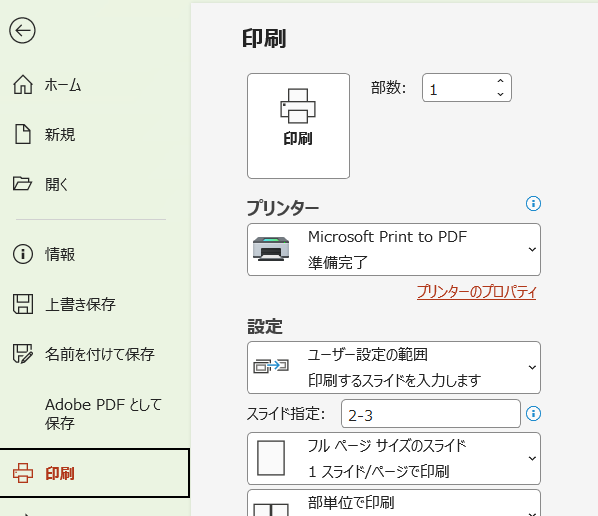 印刷
ホーム
印刷
部数:
1
新規
開く
プリンター
Microsoft Print to PDF
準備完了
プリンターのプロパティ
情報
上書き保存
名前を付けて保存
Adobe PDF として
保存
印刷
設定
ユーザー設定の範囲
印刷するスライドを入力します
スライド指定:
2-3
フル ページ サイズのスライド
1 スライド/ページで印刷
部単位で印刷